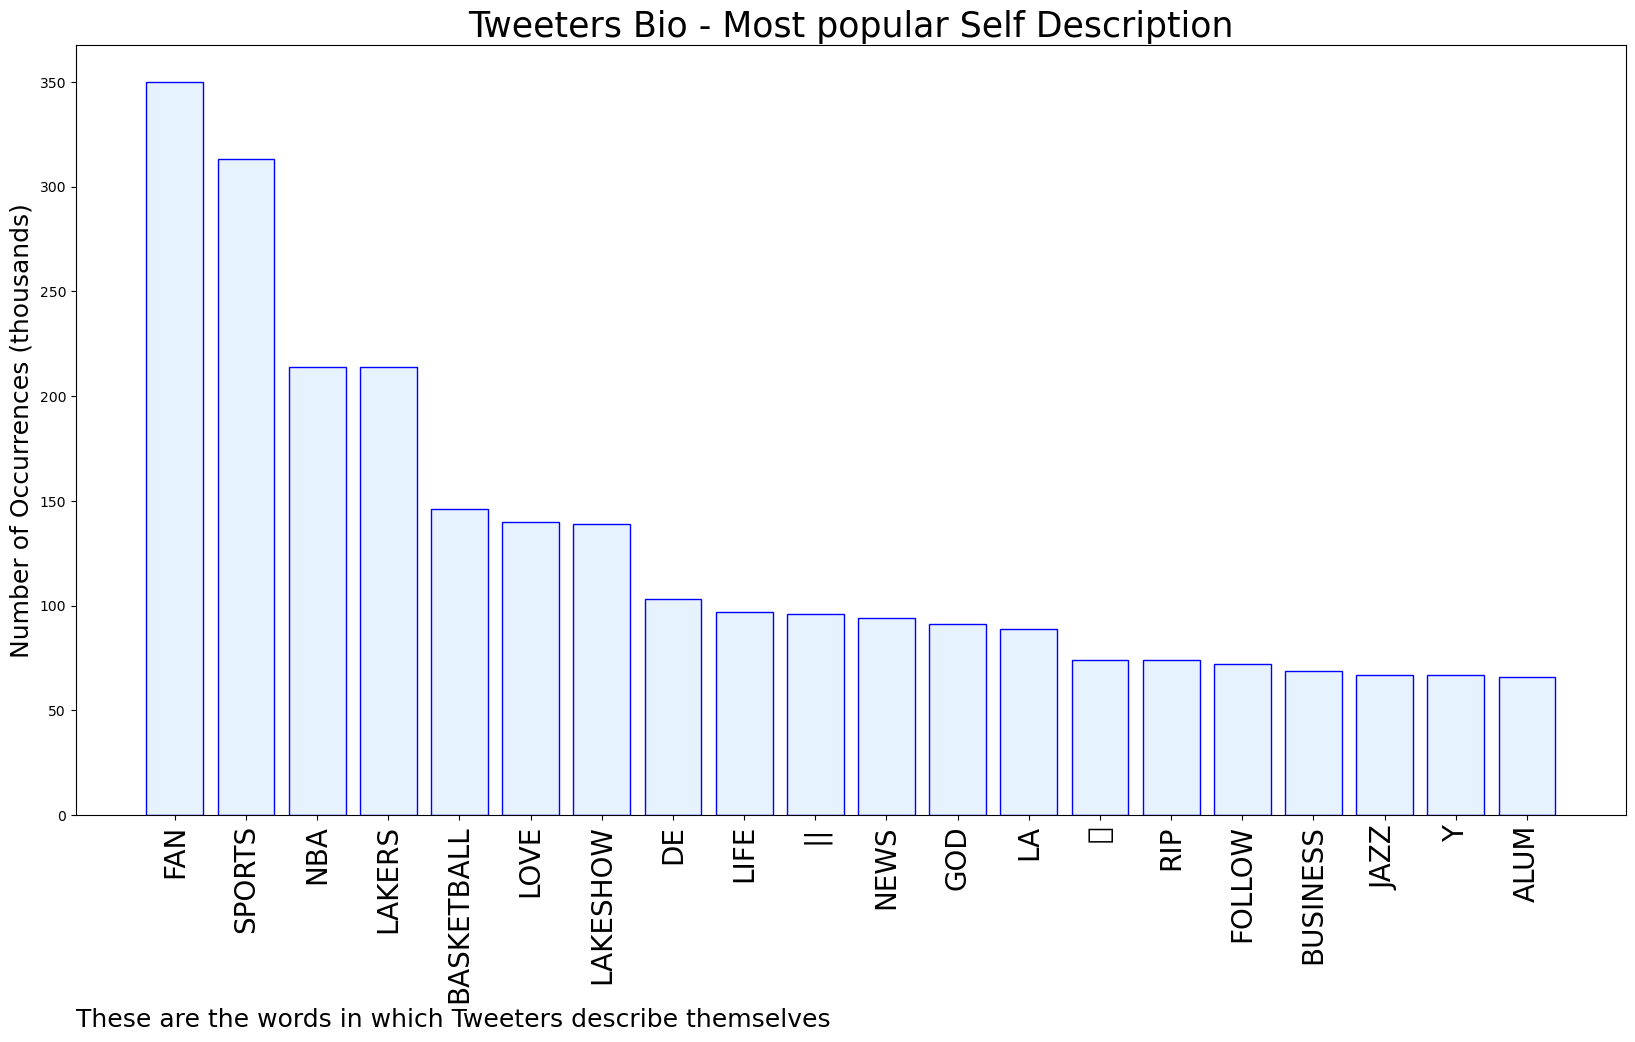 Tweeters Bio - Most popular Self Description
Number of Occurrences (thousands)
350
300
250
200
150
100
50
0
FAN
SPORTS
NBA
LAKERS
BASKETBALL
LOVE
LAKESHOW
DE
LIFE
||
NEWS
GOD
LA
RIP
FOLLOW
BUSINESS
JAZZ
Y
ALUM
These are the words in which Tweeters describe themselves